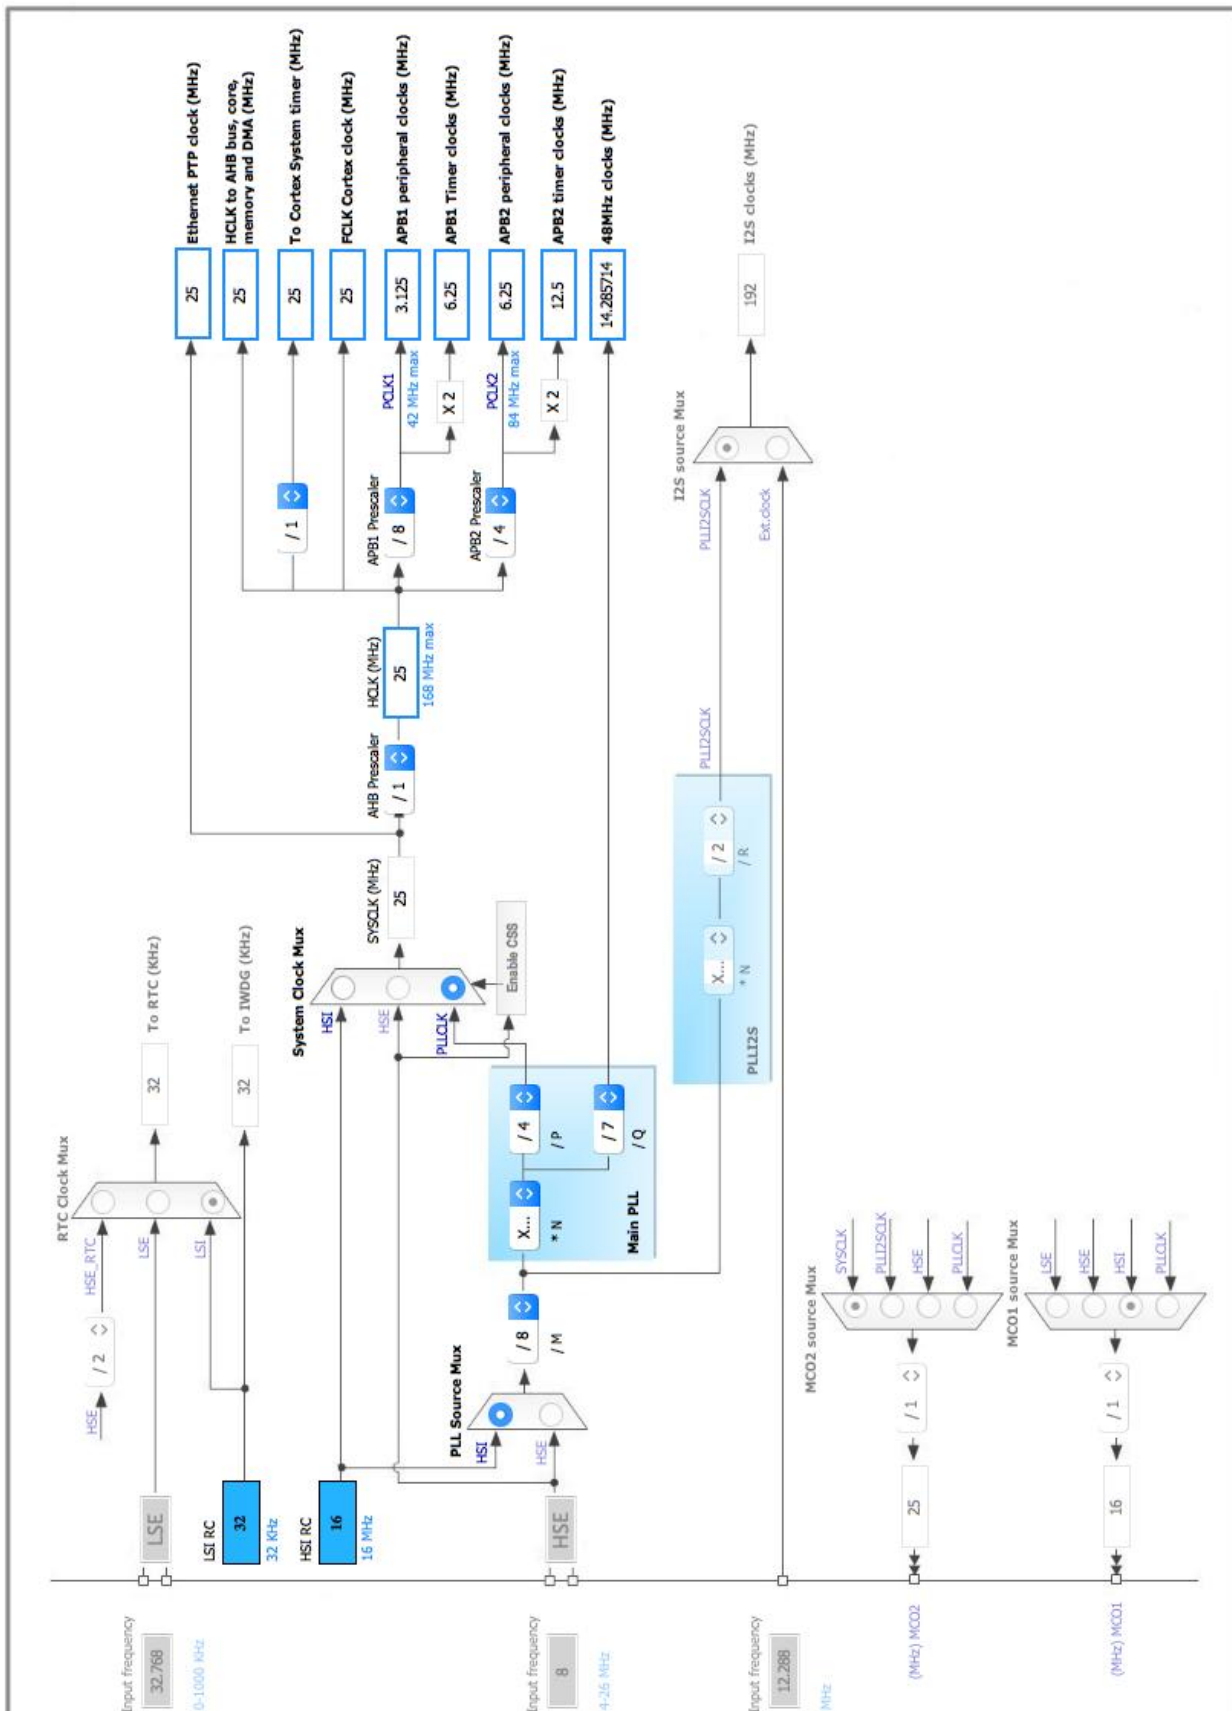 RTC Clock Mux
HSE
/ 2
HSE_RTC
LSE
LSI
32
To RTC (KHz)
32
To IWDG (KHz)
Input frequency
32.768
0-1000 KHz
LSE
LSI RC
32
32 KHz
HSI RC
16
16 MHz
Input frequency
8
4-26 MHz
HSE
PLL Source Mux
HSI
HSE
/ 8
/ M
X...
* N
/ 4
/ P
/ 7
/ Q
Main PLL
System Clock Mux
HSI
HSE
PLLCLK
Enable CSS
SYSCLK (MHz)
25
AHB Prescaler
/ 1
HCLK (MHz)
25
168 MHz max
/ 1
APB1 Prescaler
/ 8
PCLK1
42 MHz max
X 2
APB2 Prescaler
/ 4
PCLK2
84 MHz max
X 2
25
Ethernet PTP clock (MHz)
25
HCLK to AHB bus, core,
memory and DMA (MHz)
25
To Cortex System timer (MHz)
25
FCLK Cortex clock (MHz)
3.125
APB1 peripheral clocks (MHz)
6.25
APB1 Timer clocks (MHz)
6.25
APB2 peripheral clocks (MHz)
12.5
APB2 timer clocks (MHz)
14.285714
48MHz clocks (MHz)
PLLI2S
X...
* N
/ 2
/ R
PLLI2SCLK
PLLI2SCLK
Ext.clock
I2S source Mux
192
I2S clocks (MHz)
Input frequency
12.288
MHz
MCO2 source Mux
SYSCLK
PLLI2SCLK
HSE
PLLCLK
/ 1
25
(MHz) MCO2
MCO1 source Mux
LSE
HSE
HSI
PLLCLK
/ 1
16
(MHz) MCO1